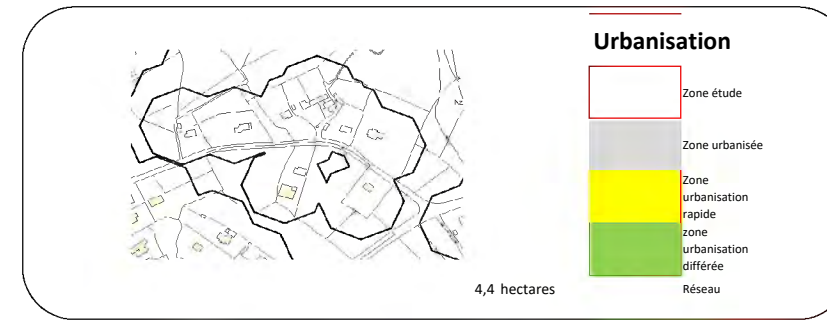 Urbanisation
Zone étude
Zone urbanisée
Zone
urbanisation
rapide
zone
urbanisation
différée
4,4 hectares
Réseau